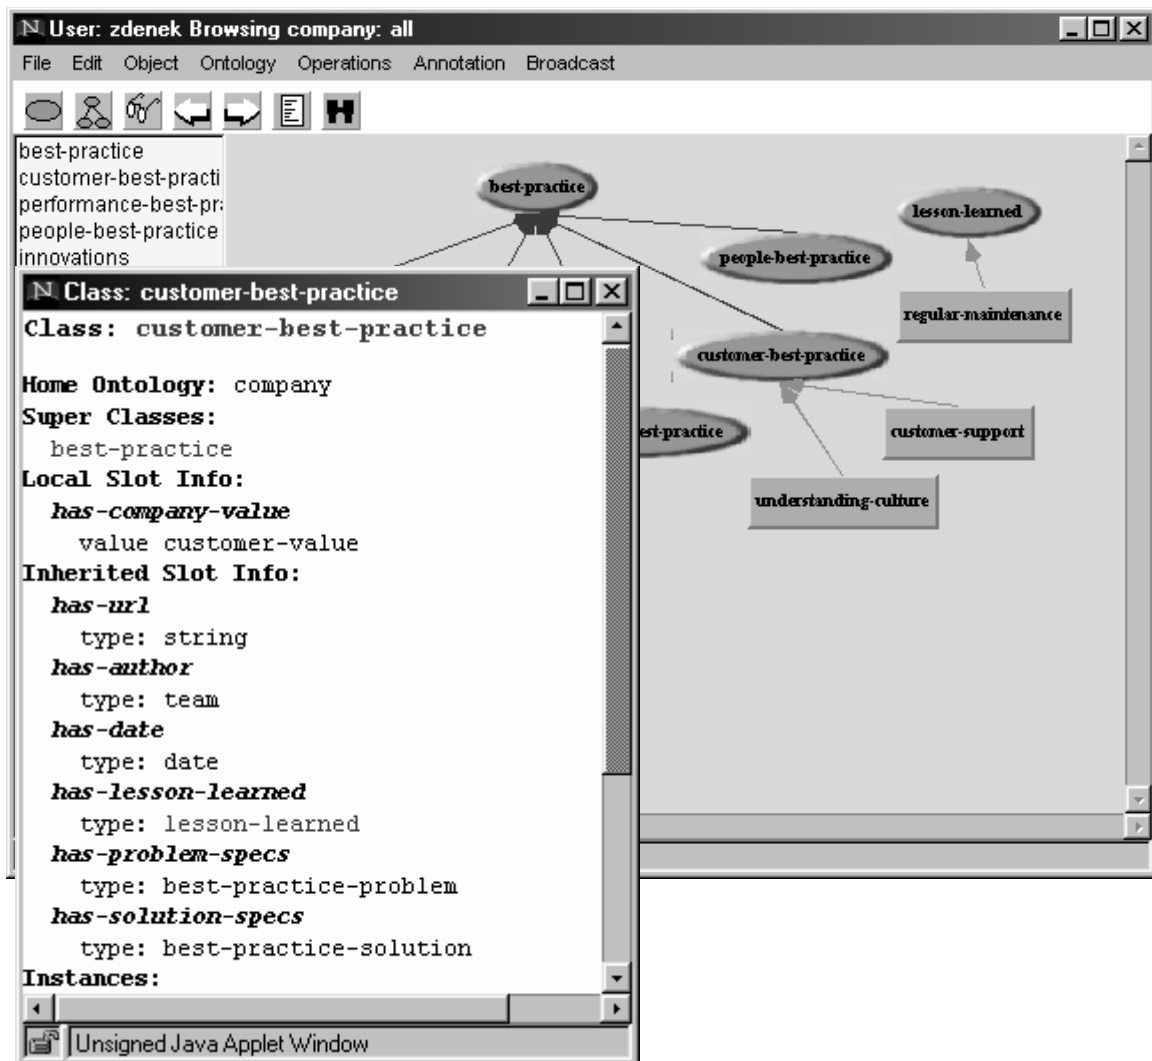 User: zdenek Browsing company: all
File Edit Object Ontology Operations Annotation Broadcast
best-practice
customer-best-practi
performance-best-pr
people-best-practice
innovations
best-practice
lesson-learned
people-best-practice
regular-maintenance
customer-best-practice
est-practice
customer-support
understanding-culture
Class: customer-best-practice
Class: customer-best-practice
Home Ontology: company
Super Classes:
best-practice
Local Slot Info:
has-company-value
value customer-value
Inherited Slot Info:
has-url
type: string
has-author
type: team
has-date
type: date
has-lesson-learned
type: lesson-learned
has-problem-specs
type: best-practice-problem
has-solution-specs
type: best-practice-solution
Instances:
Unsigned Java Applet Window